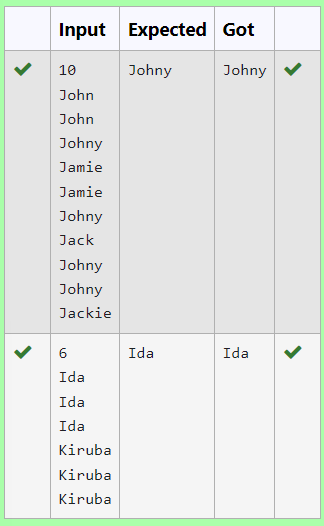 Input Expected Got
10 Johny Johny
John
John
Johny
Jamie
Jamie
Johny
Jack
Johny
Johny
Jackie
6 Ida Ida
Ida
Ida
Ida
Kiruba
Kiruba
Kiruba